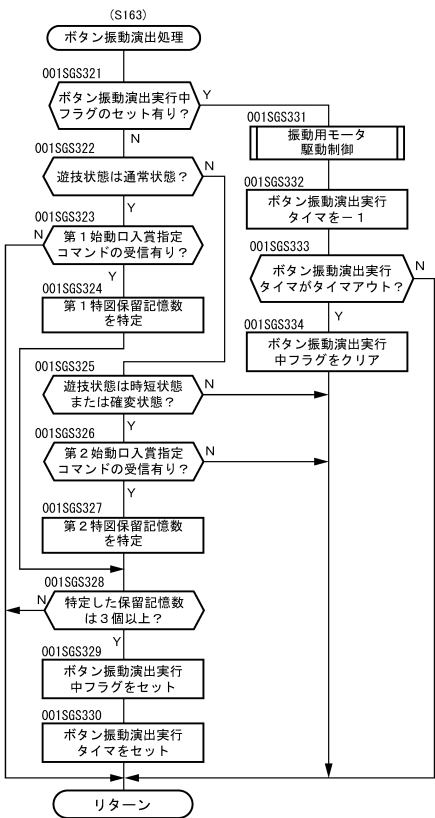 (S163)
ボタン振動演出処理
001SGS321
ボタン振動演出実行中
フラグのセット有り？
Y
N
001SGS322
遊技状態は通常状態？
N
Y
001SGS323
N
第１始動口入賞指定
コマンドの受信有り？
Y
001SGS324
第１特図保留記憶数
を特定
001SGS325
遊技状態は時短状態
または確変状態？
N
Y
001SGS326
第２始動口入賞指定
コマンドの受信有り？
N
Y
001SGS327
第２特図保留記憶数
を特定
001SGS328
N
特定した保留記憶数
は３個以上？
Y
001SGS329
ボタン振動演出実行
中フラグをセット
001SGS330
ボタン振動演出実行
タイマをセット
リターン
001SGS331
振動用モータ
駆動制御
001SGS332
ボタン振動演出実行
タイマを－１
001SGS333
ボタン振動演出実行
タイマがタイムアウト？
N
Y
001SGS334
ボタン振動演出実行
中フラグをクリア